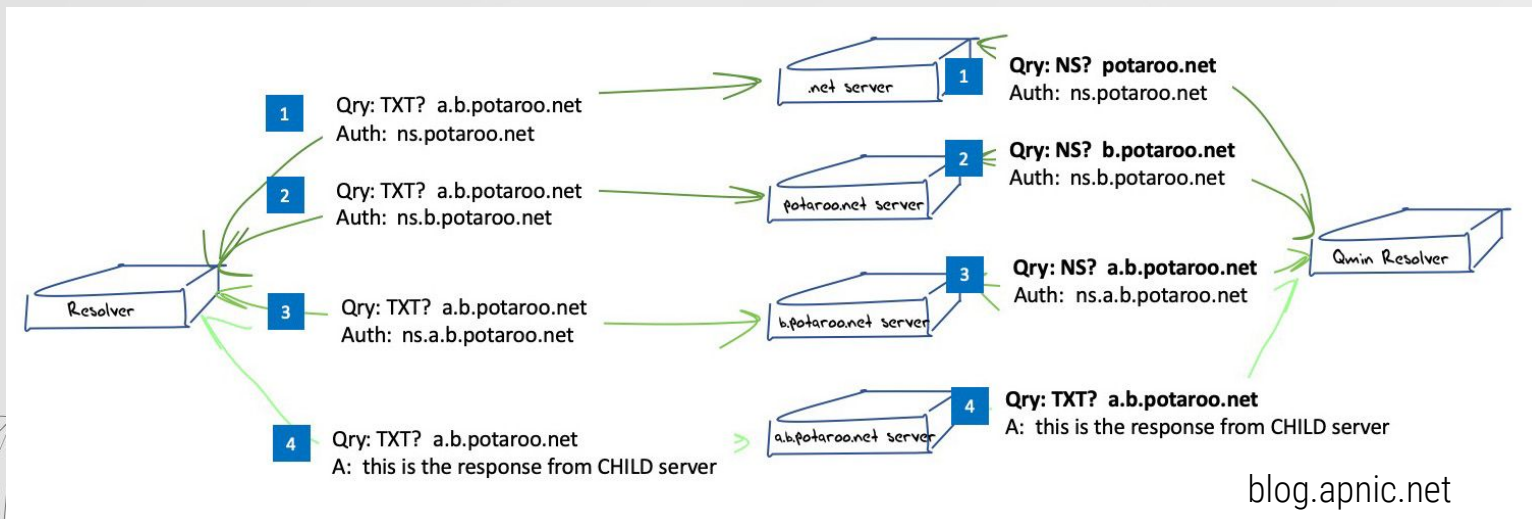 1
Qry: TXT? a.b.potaroo.net
Auth: ns.potaroo.net
2
Qry: TXT? a.b.potaroo.net
Auth: ns.b.potaroo.net
Resolver
3
Qry: TXT? a.b.potaroo.net
Auth: ns.a.b.potaroo.net
4
Qry: TXT? a.b.potaroo.net
A: this is the response from CHILD server
.net server
potaroo.net server
b.potaroo.net server
a.b.potaroo.net server
1
Qry: NS? potaroo.net
Auth: ns.potaroo.net
2
Qry: NS? b.potaroo.net
Auth: ns.b.potaroo.net
3
Qry: NS? a.b.potaroo.net
Auth: ns.a.b.potaroo.net
Qmin Resolver
4
Qry: TXT? a.b.potaroo.net
A: this is the response from CHILD server
blog.apnic.net